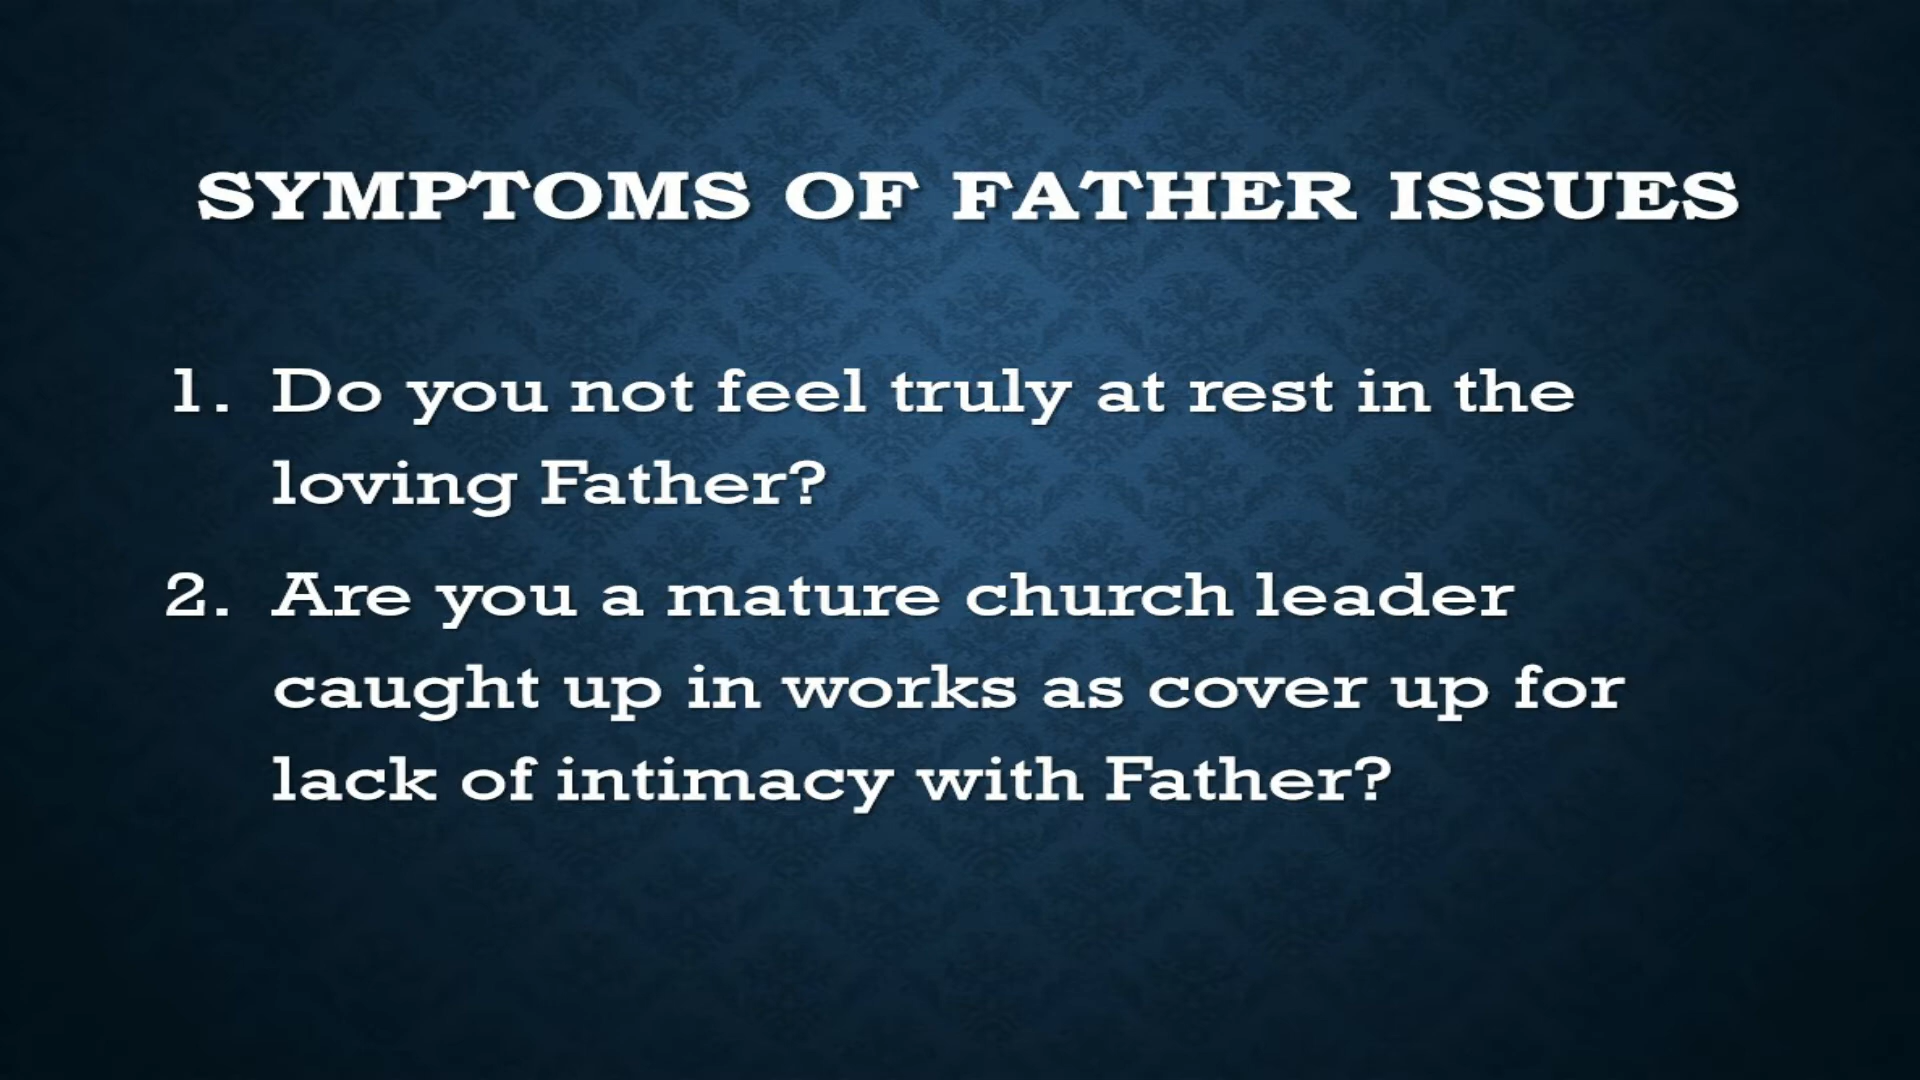 SYMPTOMS OF FATHER ISSUES
1. Do you not feel truly at rest in the
loving Father?
2. Are you a mature church leader
caught up in works as cover up for
lack of intimacy with Father?